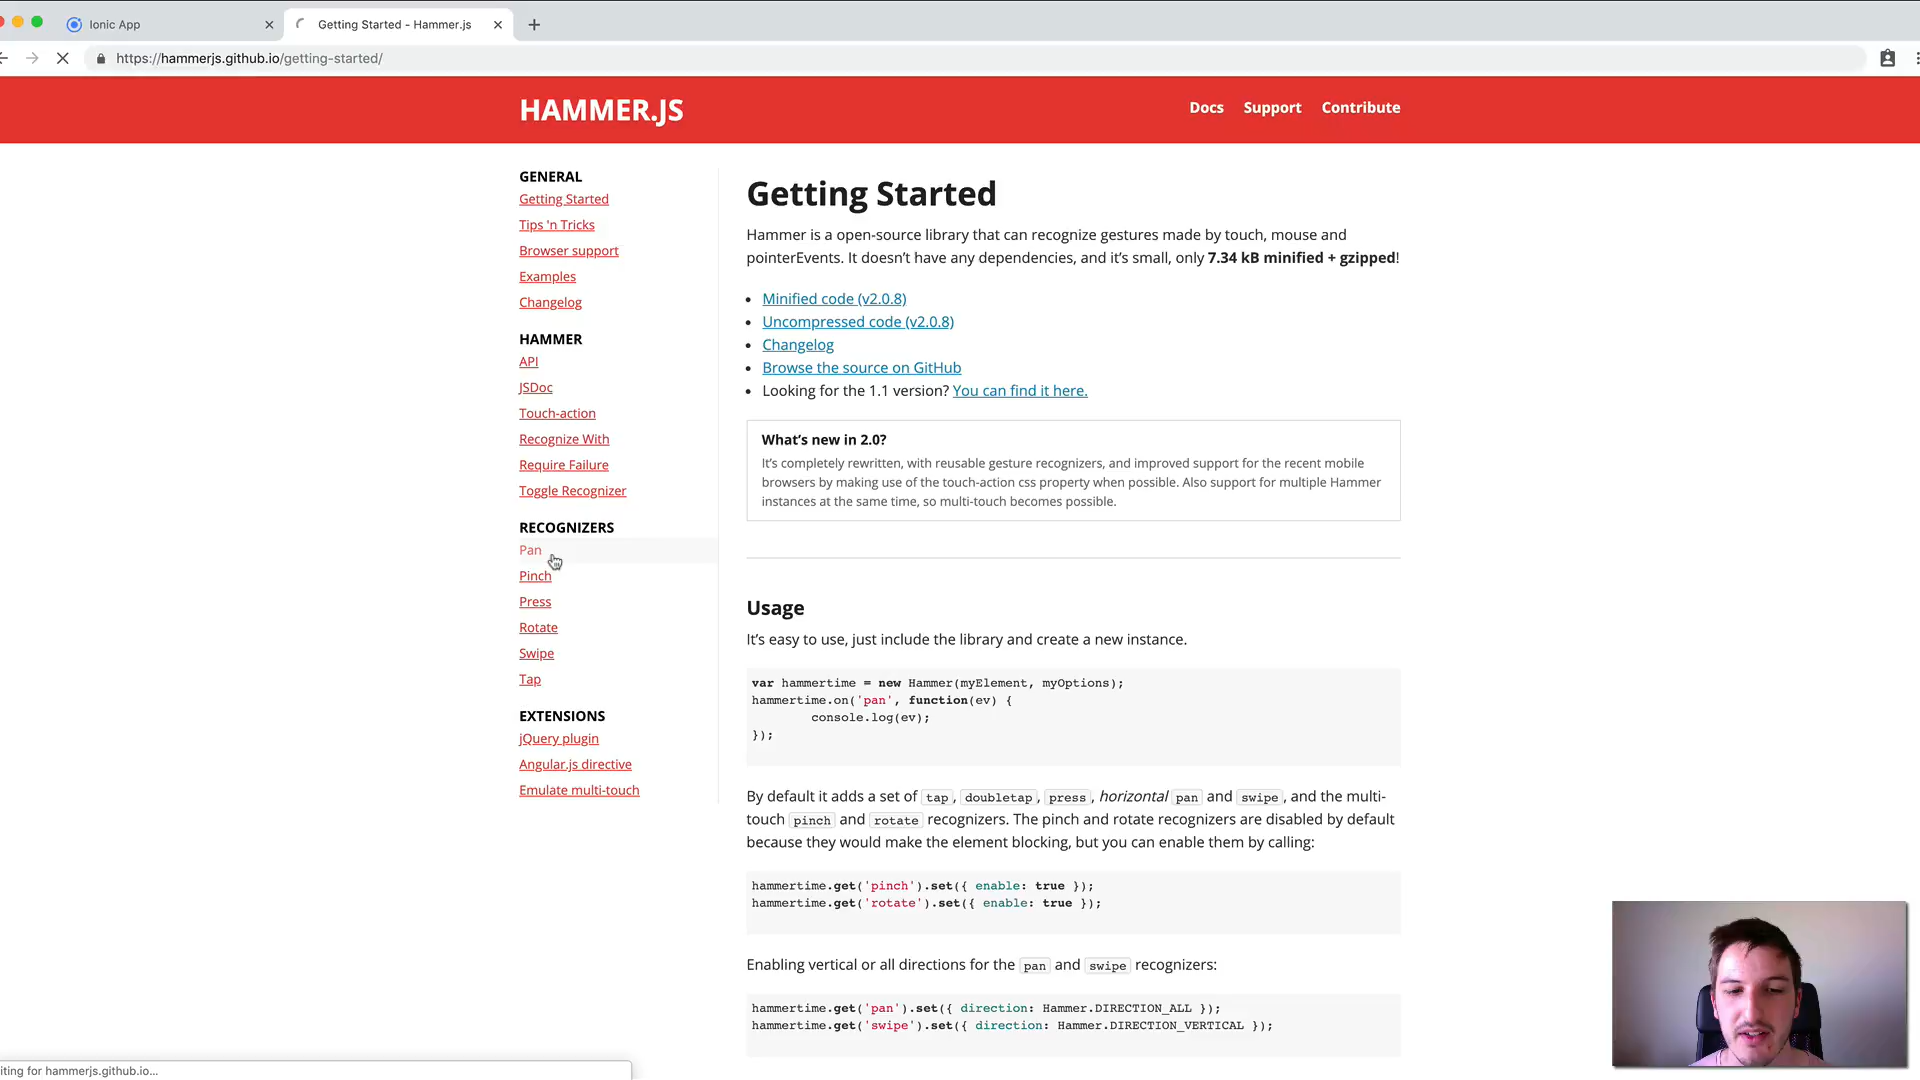 Ionic App
Getting Started - Hammer.js
https://hammerjs.github.io/getting-started/
HAMMER.JS
Docs
Support
Contribute
GENERAL
Getting Started
Tips 'n Tricks
Browser support
Examples
Changelog
HAMMER
API
JSDoc
Touch-action
Recognize With
Require Failure
Toggle Recognizer
RECOGNIZERS
Pan
Pinch
Press
Rotate
Swipe
Tap
EXTENSIONS
jQuery plugin
Angular.js directive
Emulate multi-touch
Getting Started
Hammer is a open-source library that can recognize gestures made by touch, mouse and
pointerEvents. It doesn’t have any dependencies, and it’s small, only 7.34 kB minified + gzipped!
• Minified code (v2.0.8)
• Uncompressed code (v2.0.8)
• Changelog
• Browse the source on GitHub
• Looking for the 1.1 version? You can find it here.
What’s new in 2.0?
It’s completely rewritten, with reusable gesture recognizers, and improved support for the recent mobile
browsers by making use of the touch-action css property when possible. Also support for multiple Hammer
instances at the same time, so multi-touch becomes possible.
Usage
It’s easy to use, just include the library and create a new instance.
var hammertime = new Hammer(myElement, myOptions);
hammertime.on('pan', function(ev) {
console.log(ev);
});
By default it adds a set of tap, doubletap, press, horizontal pan and swipe, and the multi-
touch pinch and rotate recognizers. The pinch and rotate recognizers are disabled by default
because they would make the element blocking, but you can enable them by calling:
hammertime.get('pinch').set({ enable: true });
hammertime.get('rotate').set({ enable: true });
Enabling vertical or all directions for the pan and swipe recognizers:
hammertime.get('pan').set({ direction: Hammer.DIRECTION_ALL });
hammertime.get('swipe').set({ direction: Hammer.DIRECTION_VERTICAL });
iting for hammerjs.github.io...